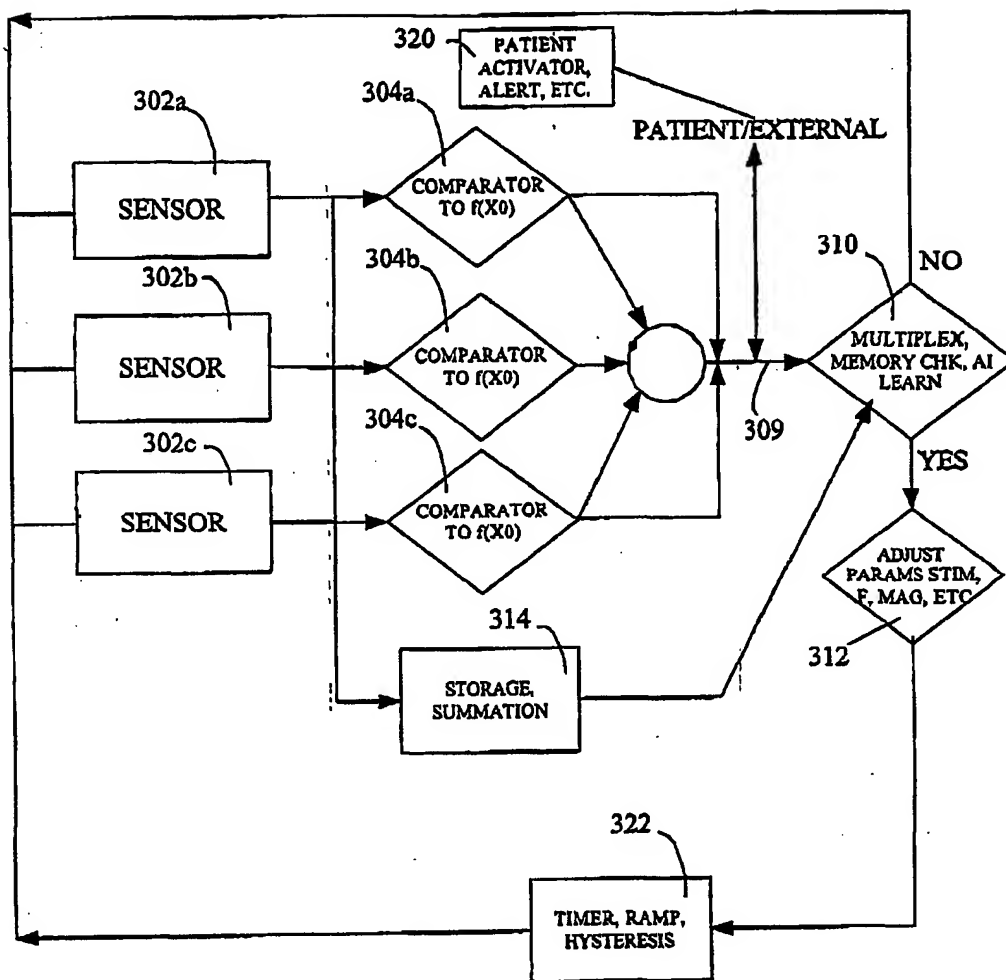 320
PATIENT
ACTIVATOR,
ALERT, ETC.
302a
304a
PATIENT/EXTERNAL
SENSOR
COMPARATOR
TO f(X0)
310
NO
302b
304b
SENSOR
COMPARATOR
TO f(X0)
MULTIPLEX,
MEMORY CHK, AI
LEARN
309
302c
304c
YES
SENSOR
COMPARATOR
TO f(X0)
ADJUST
PARAMS STIM,
F, MAG, ETC
312
314
STORAGE,
SUMMATION
322
TIMER, RAMP,
HYSTERESIS